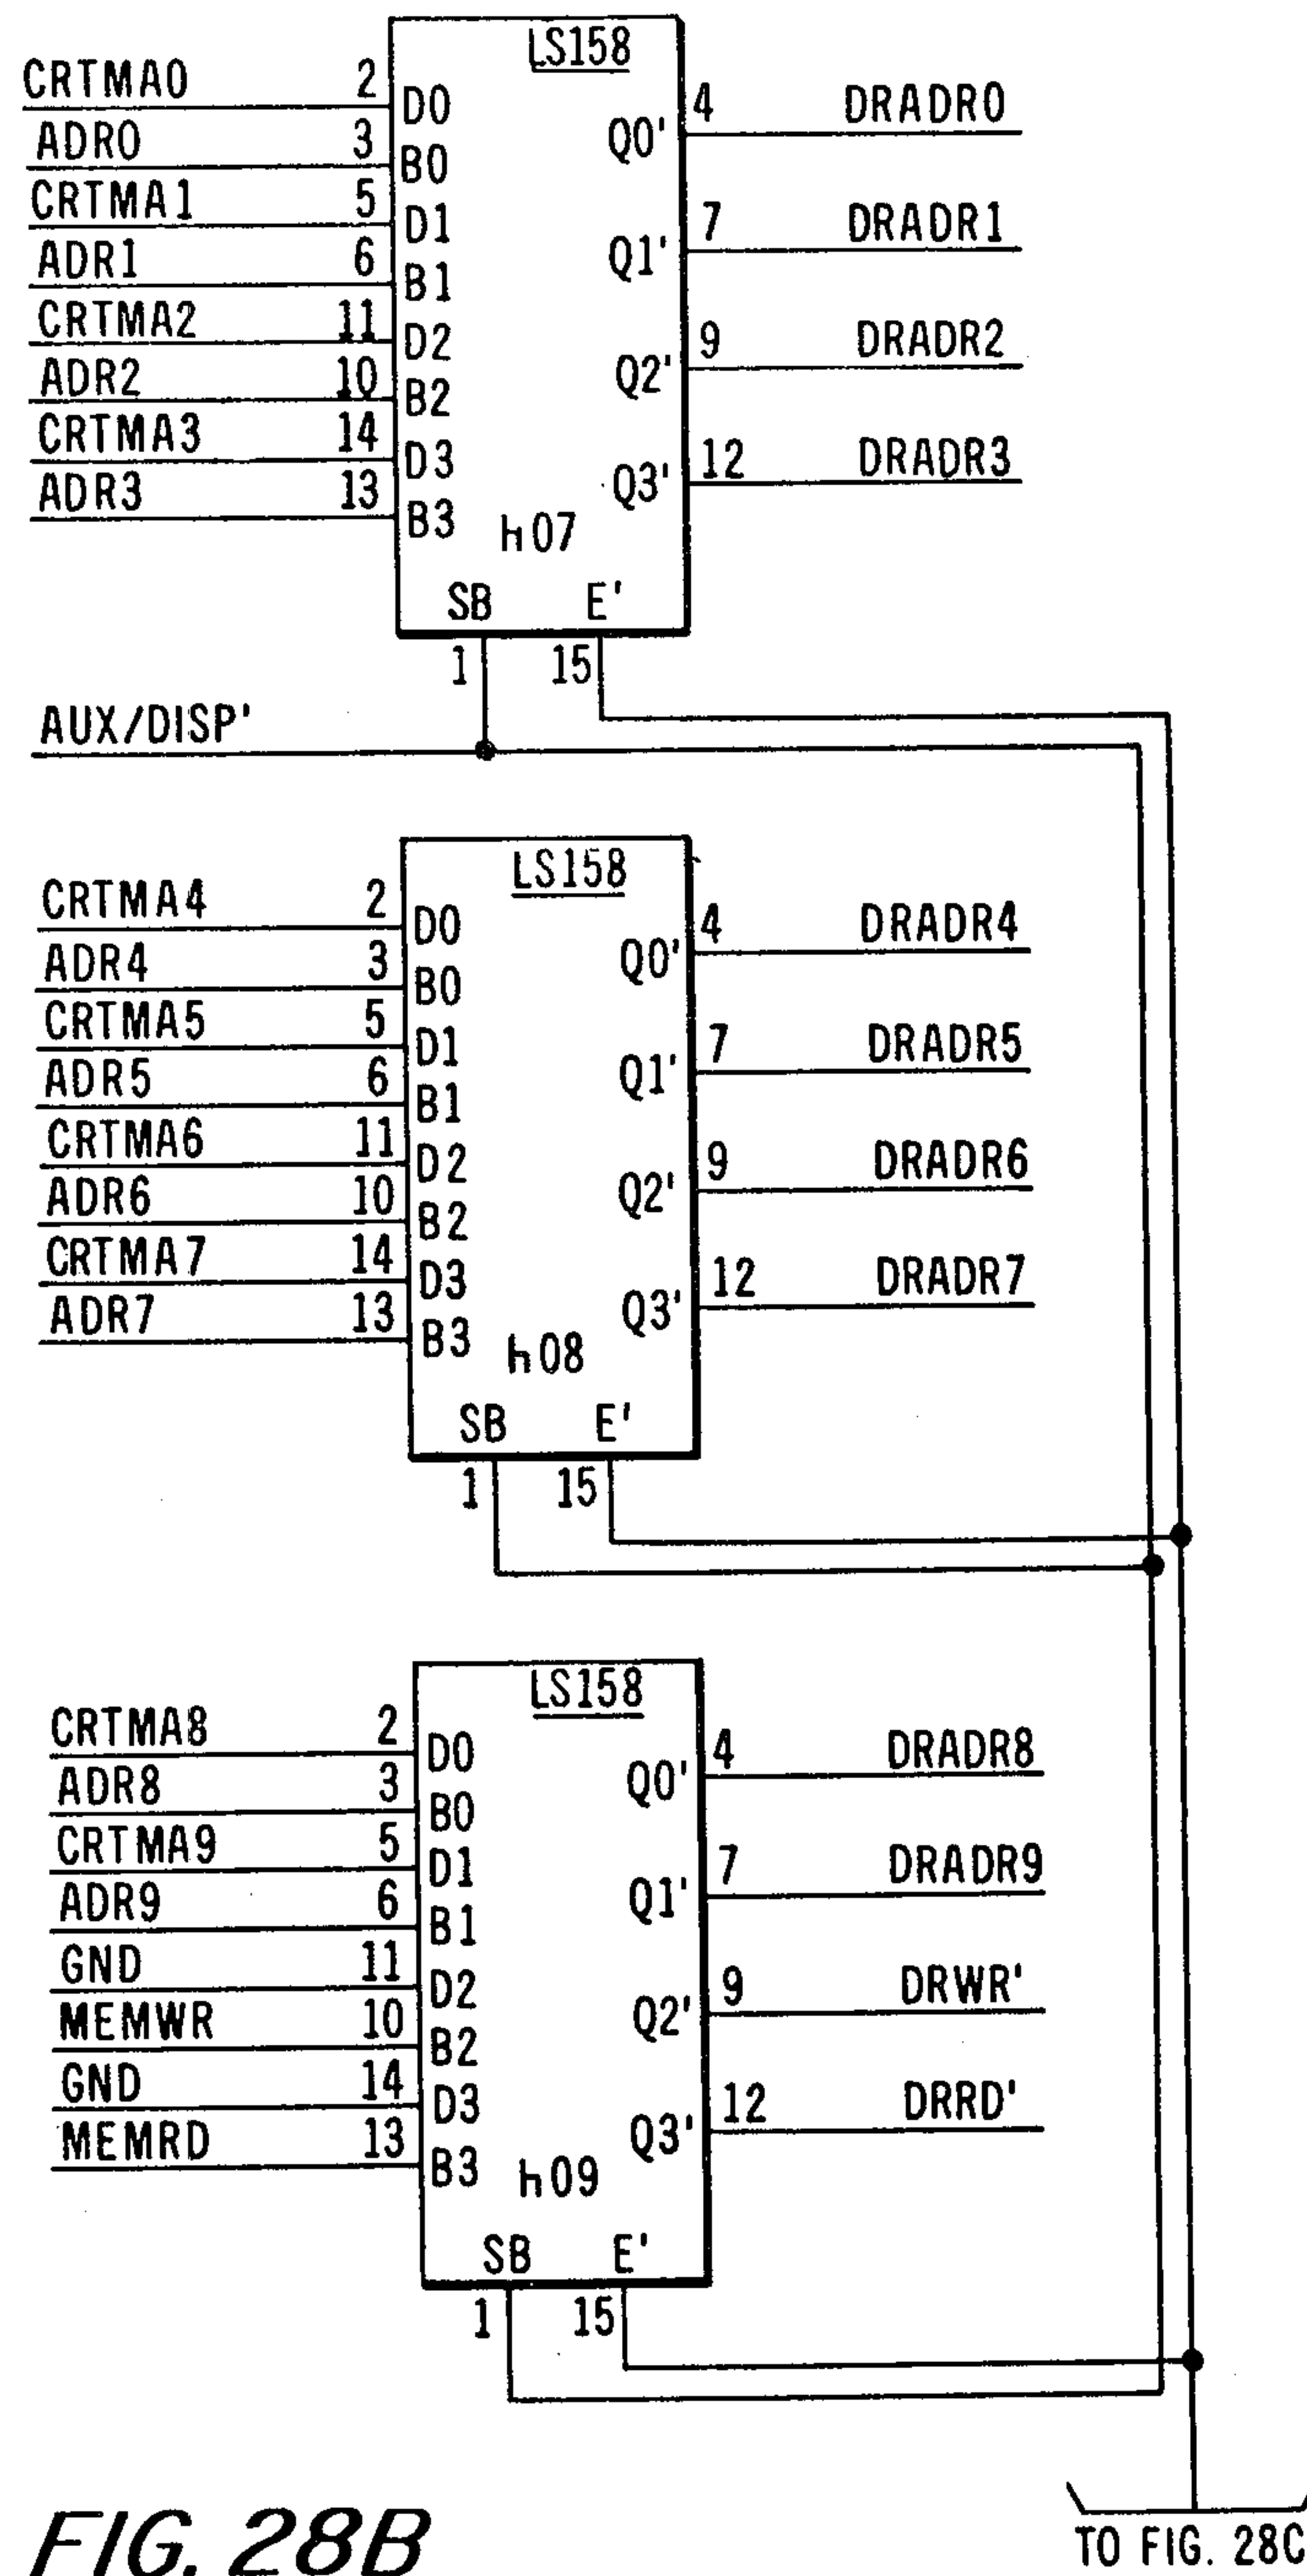 LS158
CRTMA0 2 D0
Q0' 4 DRADR0
ADR0 3 B0
CRTMA1 5 D1
Q1' 7 DRADR1
ADR1 6 B1
CRTMA2 11 D2
Q2' 9 DRADR2
ADR2 10 B2
CRTMA3 14 D3
Q3' 12 DRADR3
ADR3 13 B3
h07
SB E'
1 15
AUX/DISP'
LS158
CRTMA4 2 D0
Q0' 4 DRADR4
ADR4 3 B0
CRTMA5 5 D1
Q1' 7 DRADR5
ADR5 6 B1
CRTMA6 11 D2
Q2' 9 DRADR6
ADR6 10 B2
CRTMA7 14 D3
Q3' 12 DRADR7
ADR7 13 B3
h08
SB E'
1 15
LS158
CRTMA8 2 D0
Q0' 4 DRADR8
ADR8 3 B0
CRTMA9 5 D1
Q1' 7 DRADR9
ADR9 6 B1
GND 11 D2
Q2' 9 DRWR'
MEMWR 10 B2
GND 14 D3
Q3' 12 DRRD'
MEMRD 13 B3
h09
SB E'
1 15
FIG. 28B
TO FIG. 28C